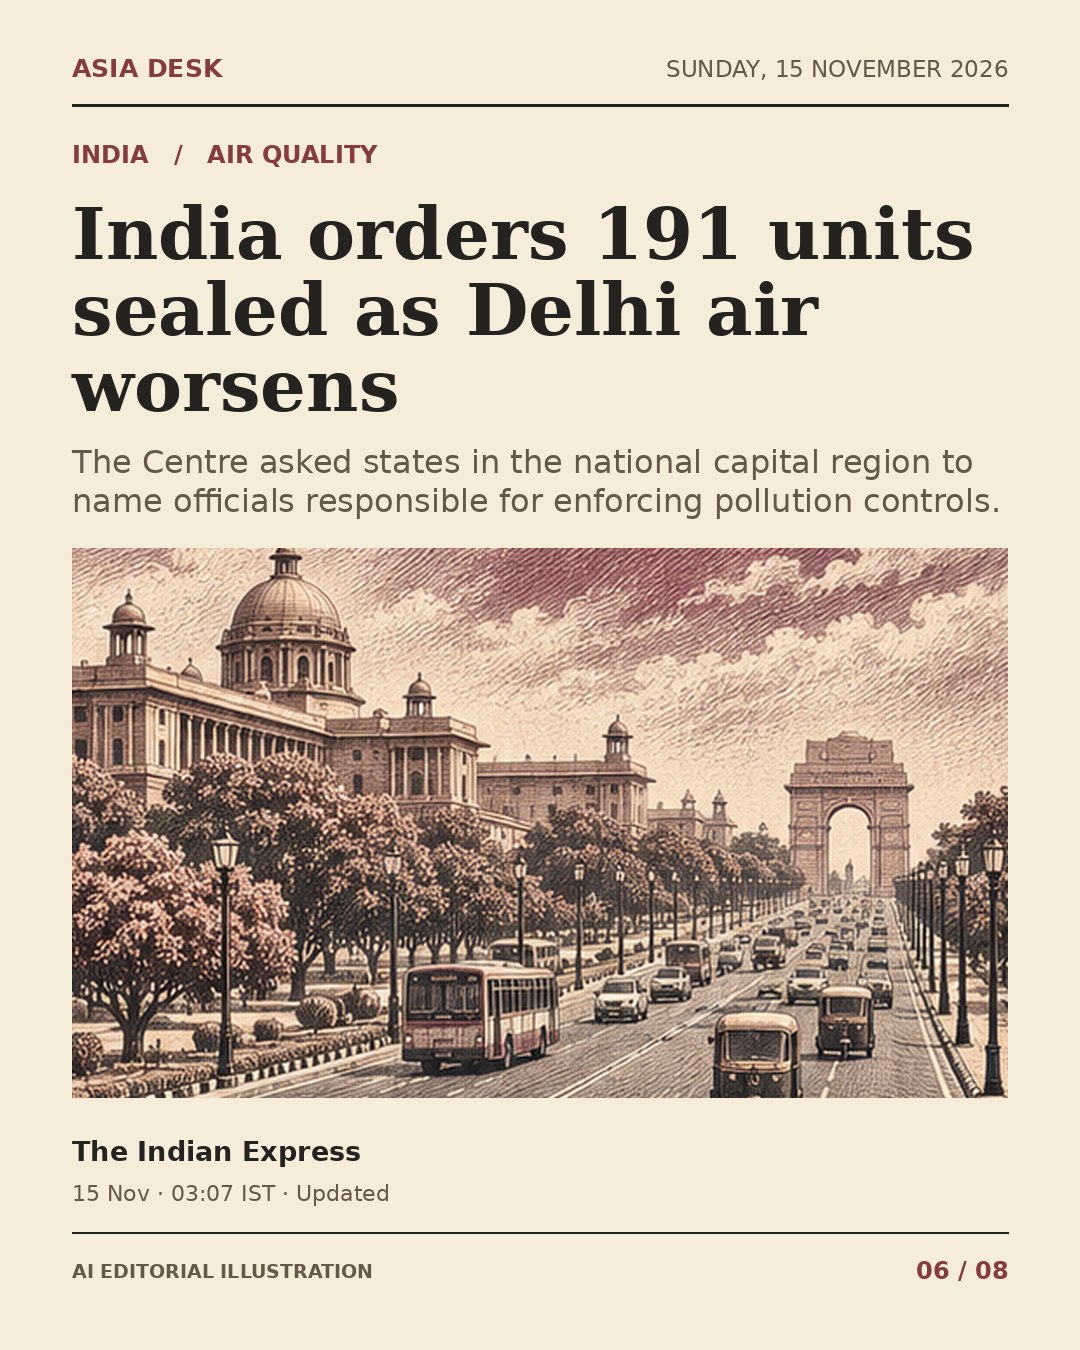 ASIA DESK
SUNDAY, 15 NOVEMBER 2026
INDIA / AIR QUALITY
India orders 191 units
sealed as Delhi air
worsens
The Centre asked states in the national capital region to
name officials responsible for enforcing pollution controls.
The Indian Express
15 Nov · 03:07 IST · Updated
AI EDITORIAL ILLUSTRATION
06 / 08